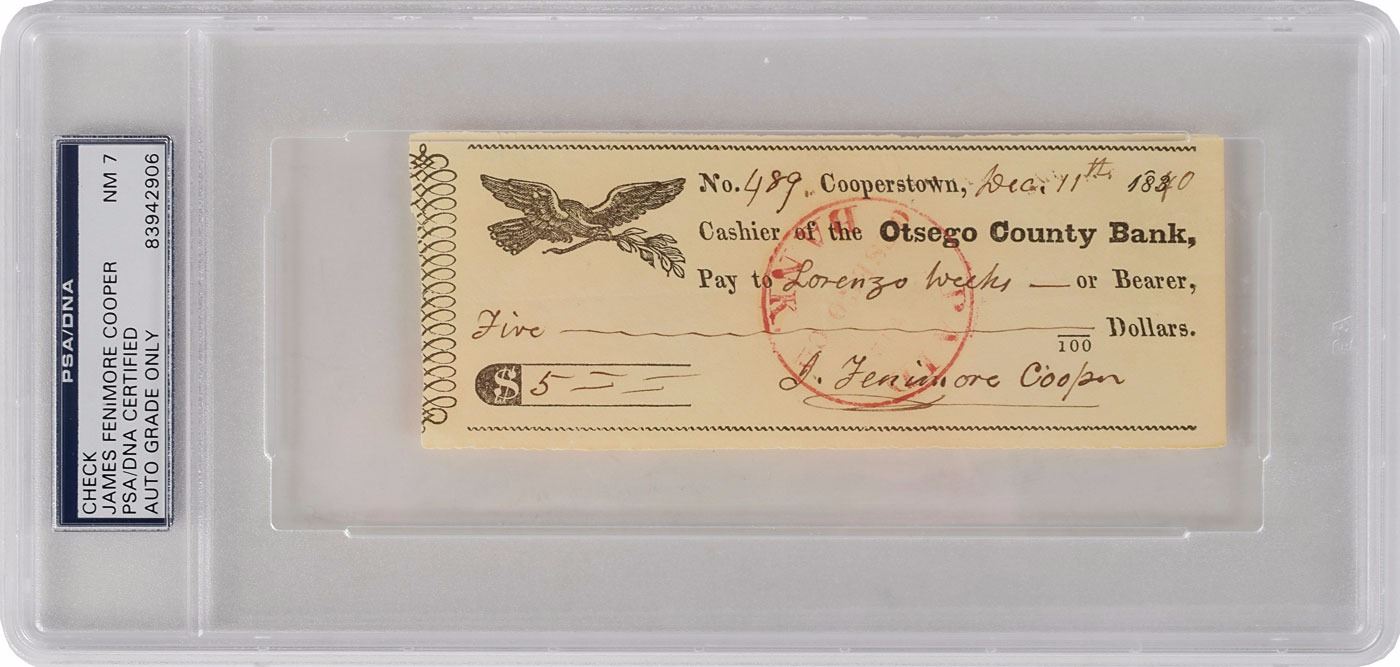 PSA/DNA
CHECK NM 7
JAMES FENIMORE COOPER
PSA/DNA CERTIFIED
AUTO GRADE ONLY 83942906
No. 489. Cooperstown, Dec. 11th 1840
Cashier of the Otsego County Bank,
Pay to Lorenzo Weeks — or Bearer,
Five — /100 Dollars.
$ 5 = = =
J. Fenimore Cooper